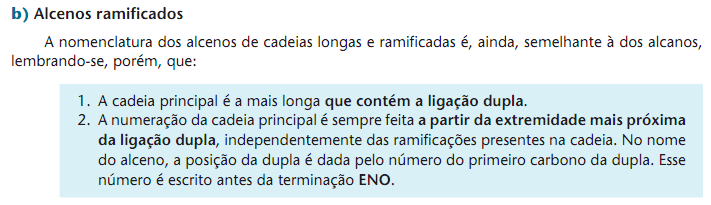 b) Alcenos ramificados
A nomenclatura dos alcenos de cadeias longas e ramificadas é, ainda, semelhante à dos alcanos,
lembrando-se, porém, que:
1. A cadeia principal é a mais longa que contém a ligação dupla.
2. A numeração da cadeia principal é sempre feita a partir da extremidade mais próxima
da ligação dupla, independentemente das ramificações presentes na cadeia. No nome
do alceno, a posição da dupla é dada pelo número do primeiro carbono da dupla. Esse
número é escrito antes da terminação ENO.